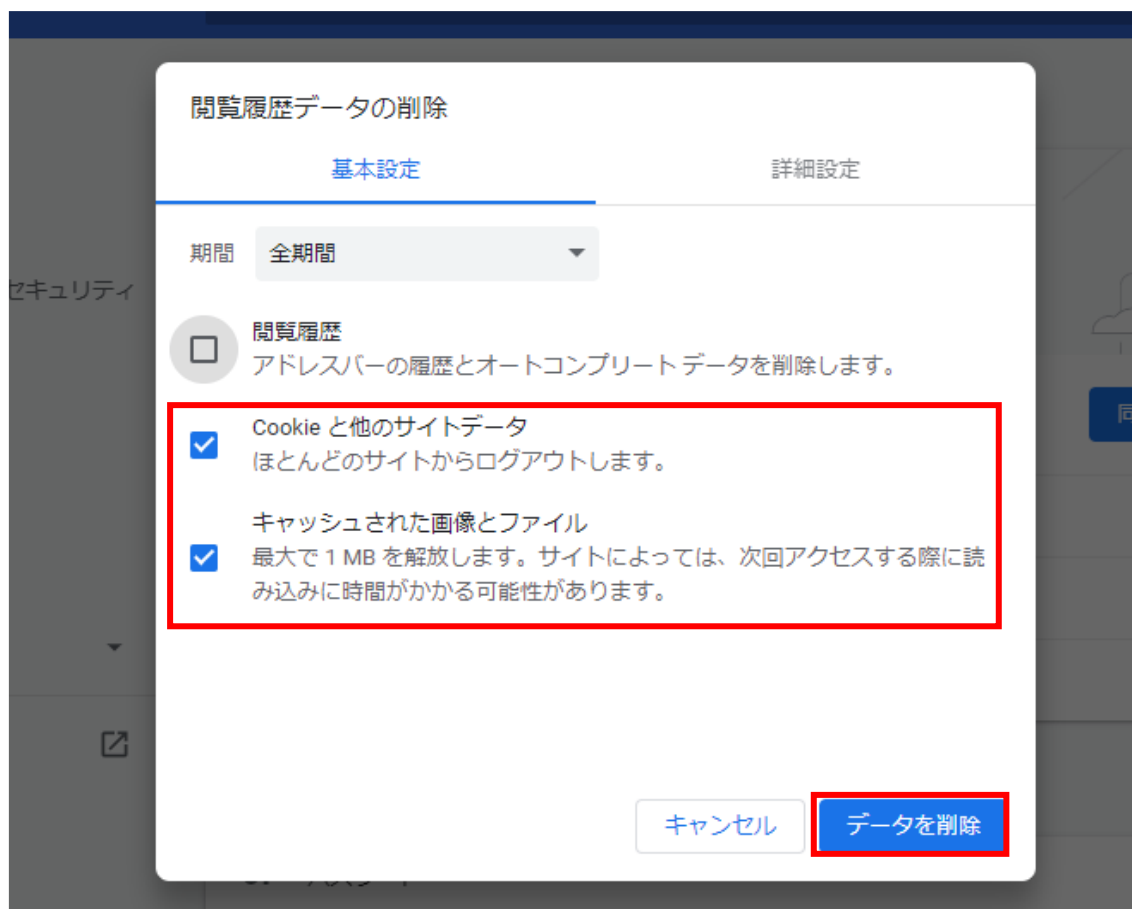 閲覧履歴データの削除
基本設定
詳細設定
期間
全期間
セキュリティ
閲覧履歴
アドレスバーの履歴とオートコンプリート データを削除します。
Cookie と他のサイトデータ
ほとんどのサイトからログアウトします。
キャッシュされた画像とファイル
最大で 1 MB を解放します。サイトによっては、次回アクセスする際に読
み込みに時間がかかる可能性があります。
キャンセル
データを削除